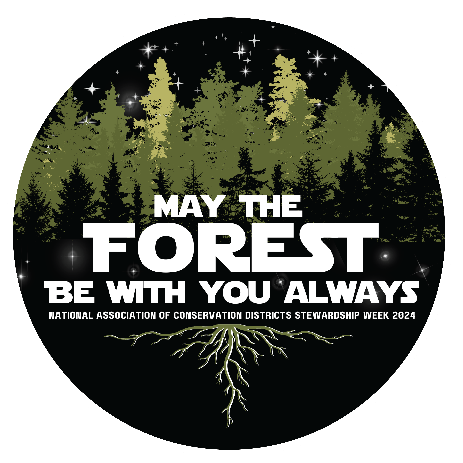 MAY THE
FOREST
BE WITH YOU ALWAYS
NATIONAL ASSOCIATION OF CONSERVATION DISTRICTS STEWARDSHIP WEEK 2024